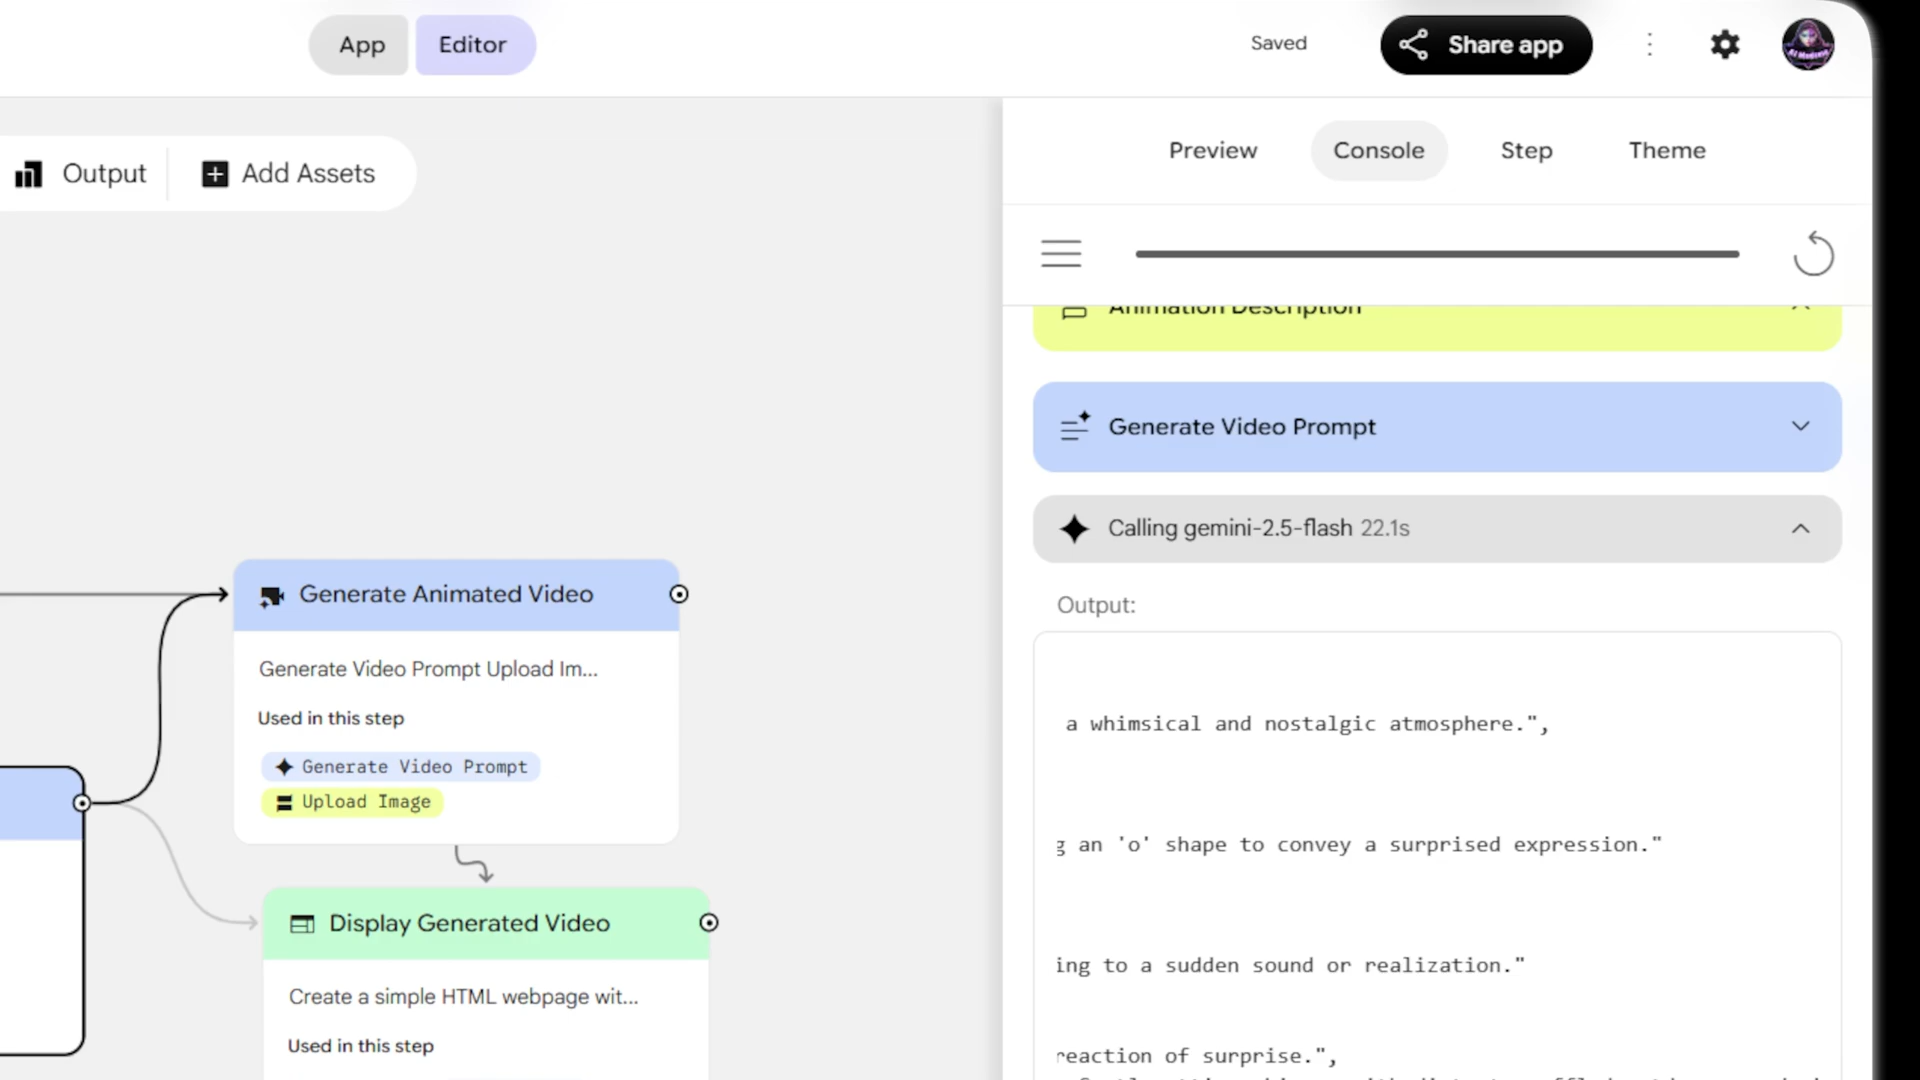 App
Editor
Saved
Share app
Output
Add Assets
Preview
Console
Step
Theme
Animation Description
Generate Video Prompt
Calling gemini-2.5-flash 22.1s
Output:
a whimsical and nostalgic atmosphere.",
g an 'o' shape to convey a surprised expression."
ing to a sudden sound or realization."
reaction of surprise.",
Generate Animated Video
Generate Video Prompt Upload Im...
Used in this step
Generate Video Prompt
Upload Image
Display Generated Video
Create a simple HTML webpage wit...
Used in this step